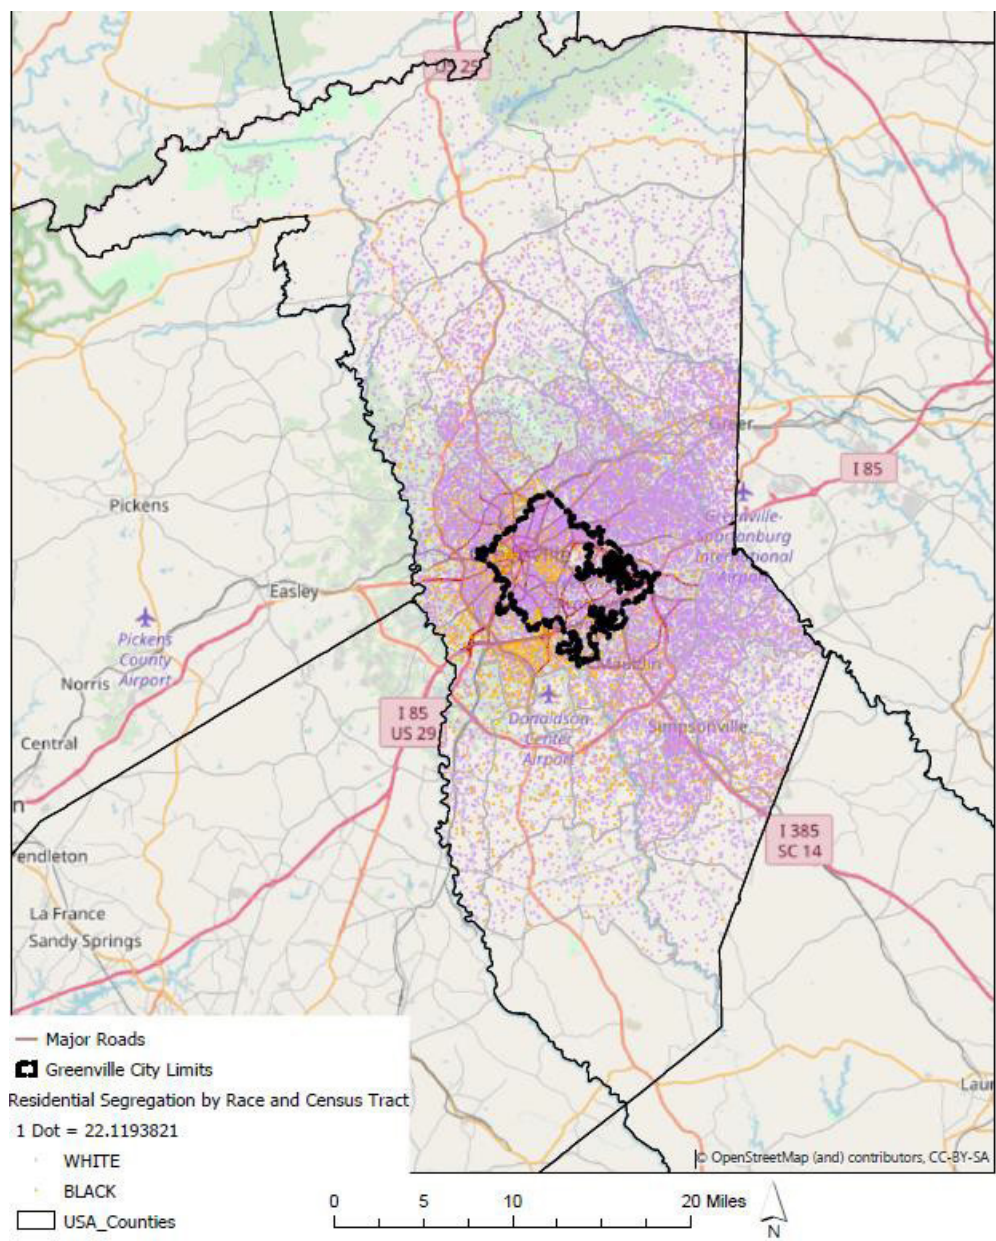 US 25
Greer
I 85
Pickens
Greenville-
Spartanburg
International
Airport
Easley
Pickens
County
Airport
Norris
Mauldin
I 85
US 29
Donaldson
Center
Airport
Simpsonville
Central
n
endleton
I 385
SC 14
La France
Sandy Springs
Major Roads
Greenville City Limits
Residential Segregation by Race and Census Tract
1 Dot = 22.1193821
WHITE
BLACK
USA_Counties
Laur
© OpenStreetMap (and) contributors, CC-BY-SA
0 5 10 20 Miles
N